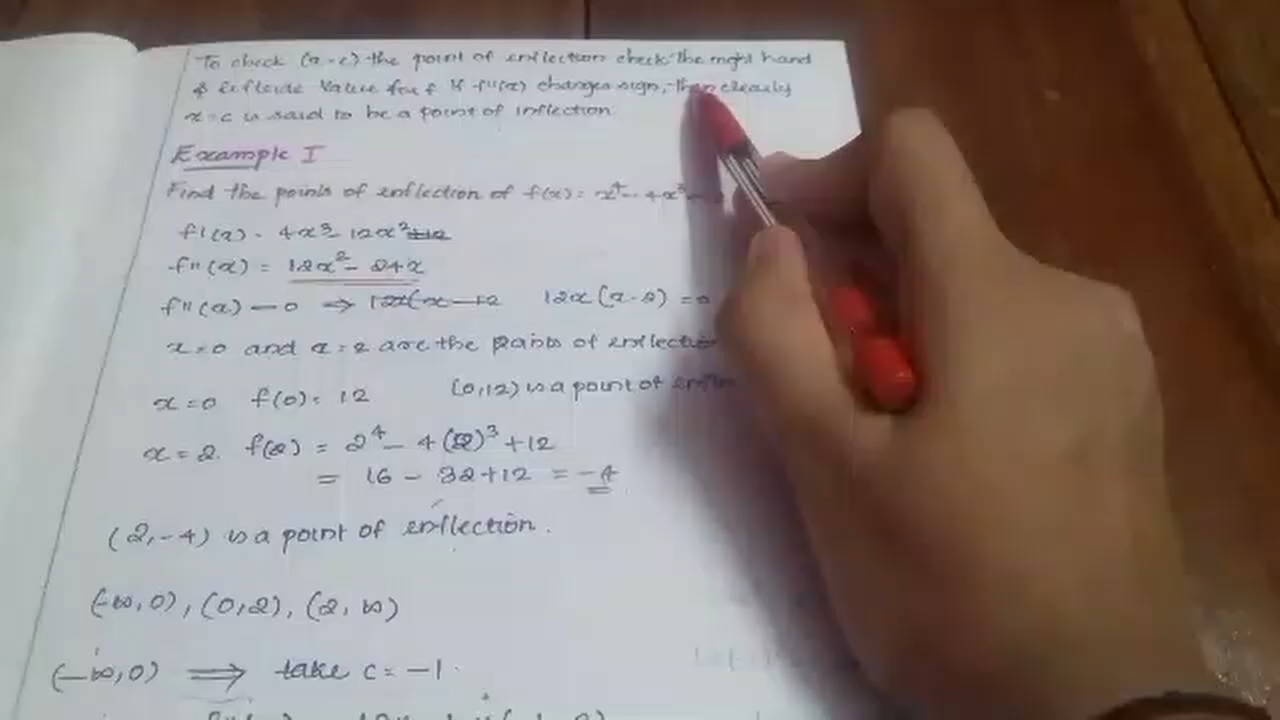 To check (x=c) the point of inflection check the right hand
& leftside value for c if f''(x) changes sign, then clearly
x=c is said to be a point of inflection
Example I
Find the points of inflection of f(x)= x⁴-4x³-
f'(x) - 4x³-12x²+12
f''(x) = 12x²-24x
f''(x) - 0 ⇒ 12x(x-12 12x(x-2) =0
x=0 and x=2 are the points of inflection
x=0 f(0)= 12 (0,12) is a point of infle
x=2. f(2) = 2⁴ - 4(2)³ +12
= 16 - 32+12 = -4
(2,-4) is a point of inflection.
(-∞,0), (0,2), (2,∞)
(-∞,0) ⟹ take c= -1.